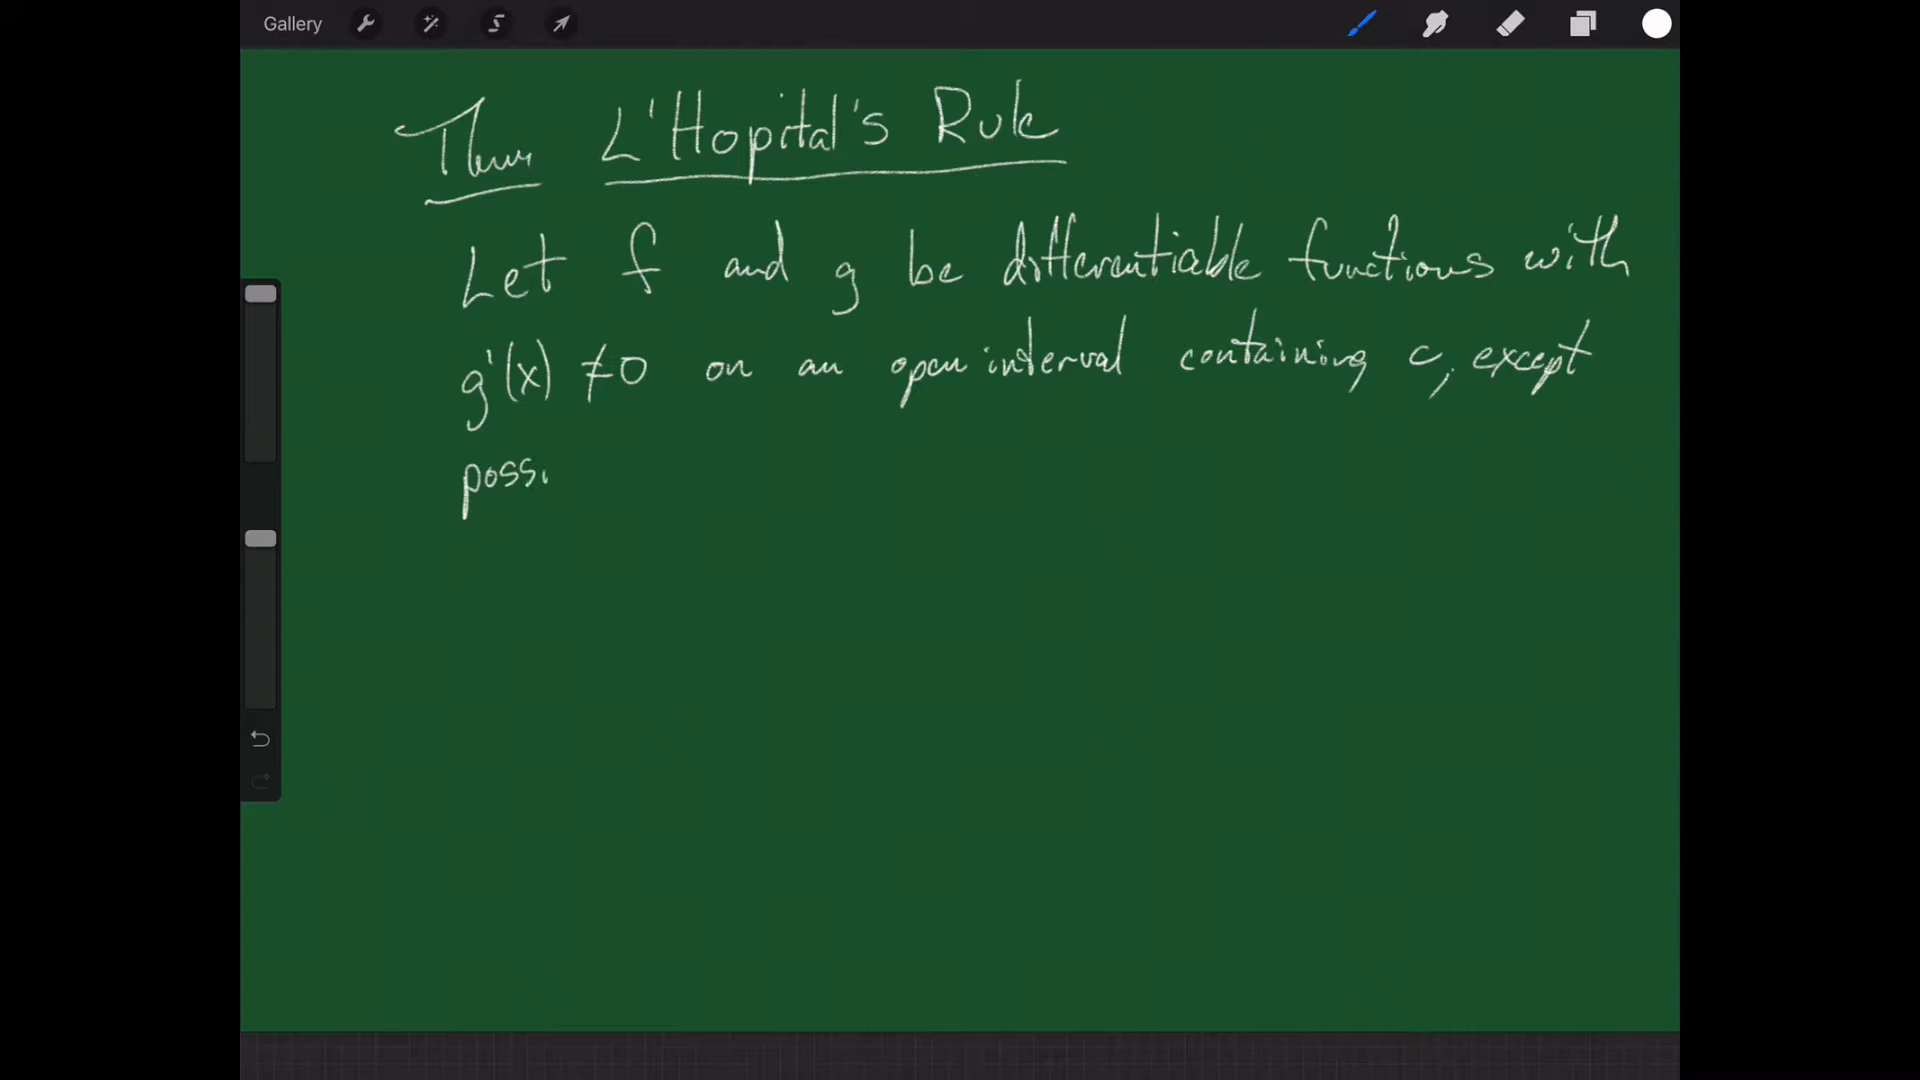 Gallery
Thm L'Hopital's Rule
Let f and g be differentiable functions with
g'(x) ≠ 0 on an open interval containing c, except
possi